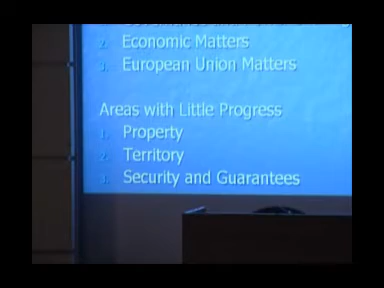 2. Economic Matters
3. European Union Matters
Areas with Little Progress
1. Property
2. Territory
3. Security and Guarantees